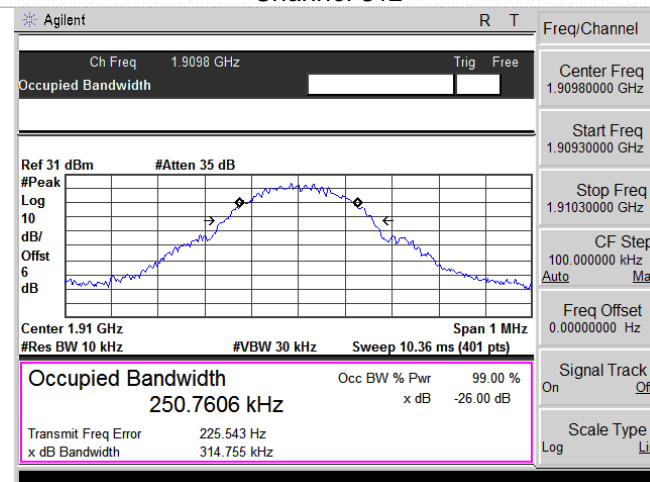 Agilent R T
Ch Freq 1.9098 GHz Trig Free
Occupied Bandwidth
Ref 31 dBm #Atten 35 dB
#Peak
Log
10
dB/
Offst
6
dB
Center 1.91 GHz Span 1 MHz
#Res BW 10 kHz #VBW 30 kHz Sweep 10.36 ms (401 pts)
Occupied Bandwidth Occ BW % Pwr 99.00 %
250.7606 kHz x dB -26.00 dB
Transmit Freq Error 225.543 Hz
x dB Bandwidth 314.755 kHz
Freq/Channel
Center Freq
1.90980000 GHz
Start Freq
1.90930000 GHz
Stop Freq
1.91030000 GHz
CF Step
100.000000 kHz
Auto Ma
Freq Offset
0.00000000 Hz
Signal Track
On Off
Scale Type
Log Li